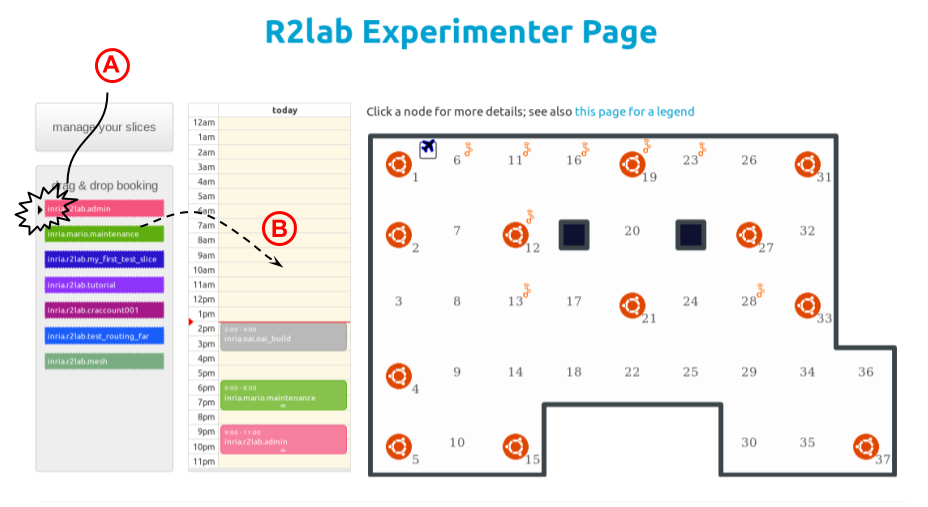 R2lab Experimenter Page
A
manage your slices
drag & drop booking
inria.r2lab.admin
inria.mario.maintenance
inria.r2lab.my_first_test_slice
inria.r2lab.tutorial
inria.r2lab.craccount001
inria.r2lab.test_routing_far
inria.r2lab.mesh
B
today
12am
1am
2am
3am
4am
5am
6am
7am
8am
9am
10am
11am
12pm
1pm
2pm
3pm
4pm
5pm
6pm
7pm
8pm
9pm
10pm
11pm
2:00 - 4:00
inria.oai.oai_build
6:00 - 8:00
inria.mario.maintenance
9:00 - 11:00
inria.r2lab.admin
Click a node for more details; see also this page for a legend
1 6 11 16 19 23 26 31
2 7 12 20 27 32
3 8 13 17 21 24 28 33
4 9 14 18 22 25 29 34 36
5 10 15 30 35 37